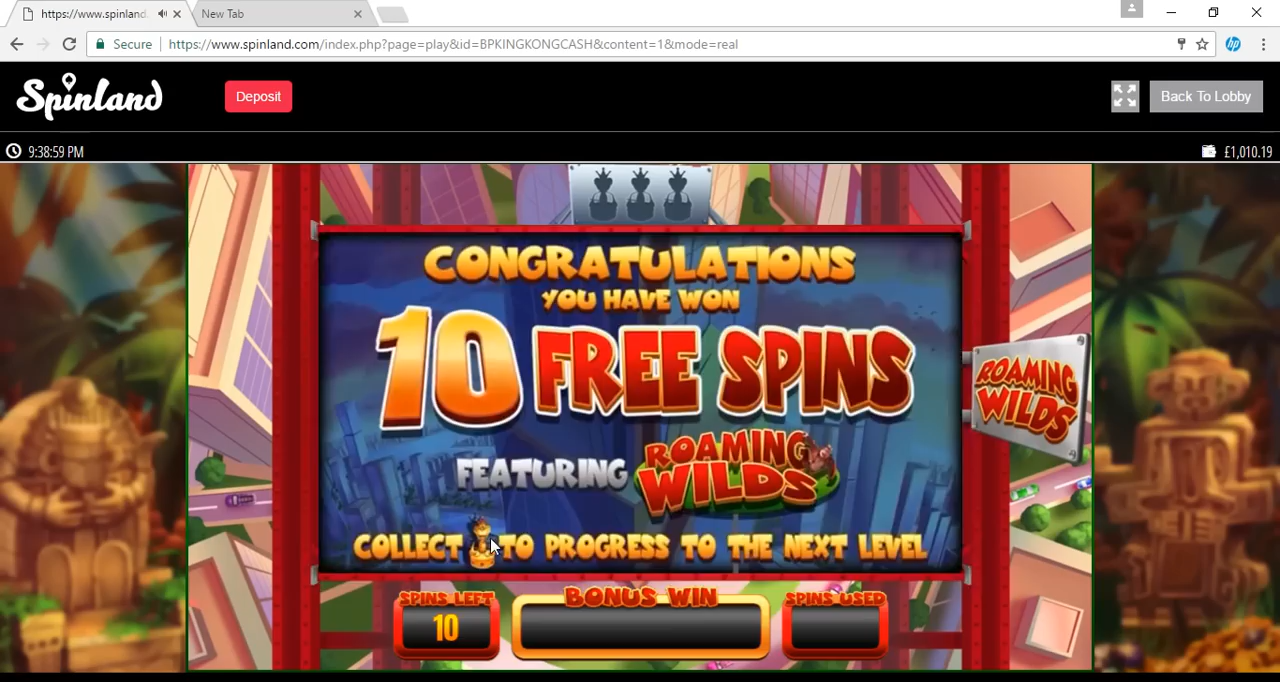 https://www.spinland.
New Tab
Secure
https://www.spinland.com/index.php?page=play&id=BPKINGKONGCASH&content=1&mode=real
hp
Spinland
Deposit
Back To Lobby
9:38:59 PM
£1,010.19
CONGRATULATIONS
YOU HAVE WON
10 FREE SPINS
FEATURING ROAMING WILDS
ROAMING WILDS
COLLECT TO PROGRESS TO THE NEXT LEVEL
SPINS LEFT
10
BONUS WIN
SPINS USED